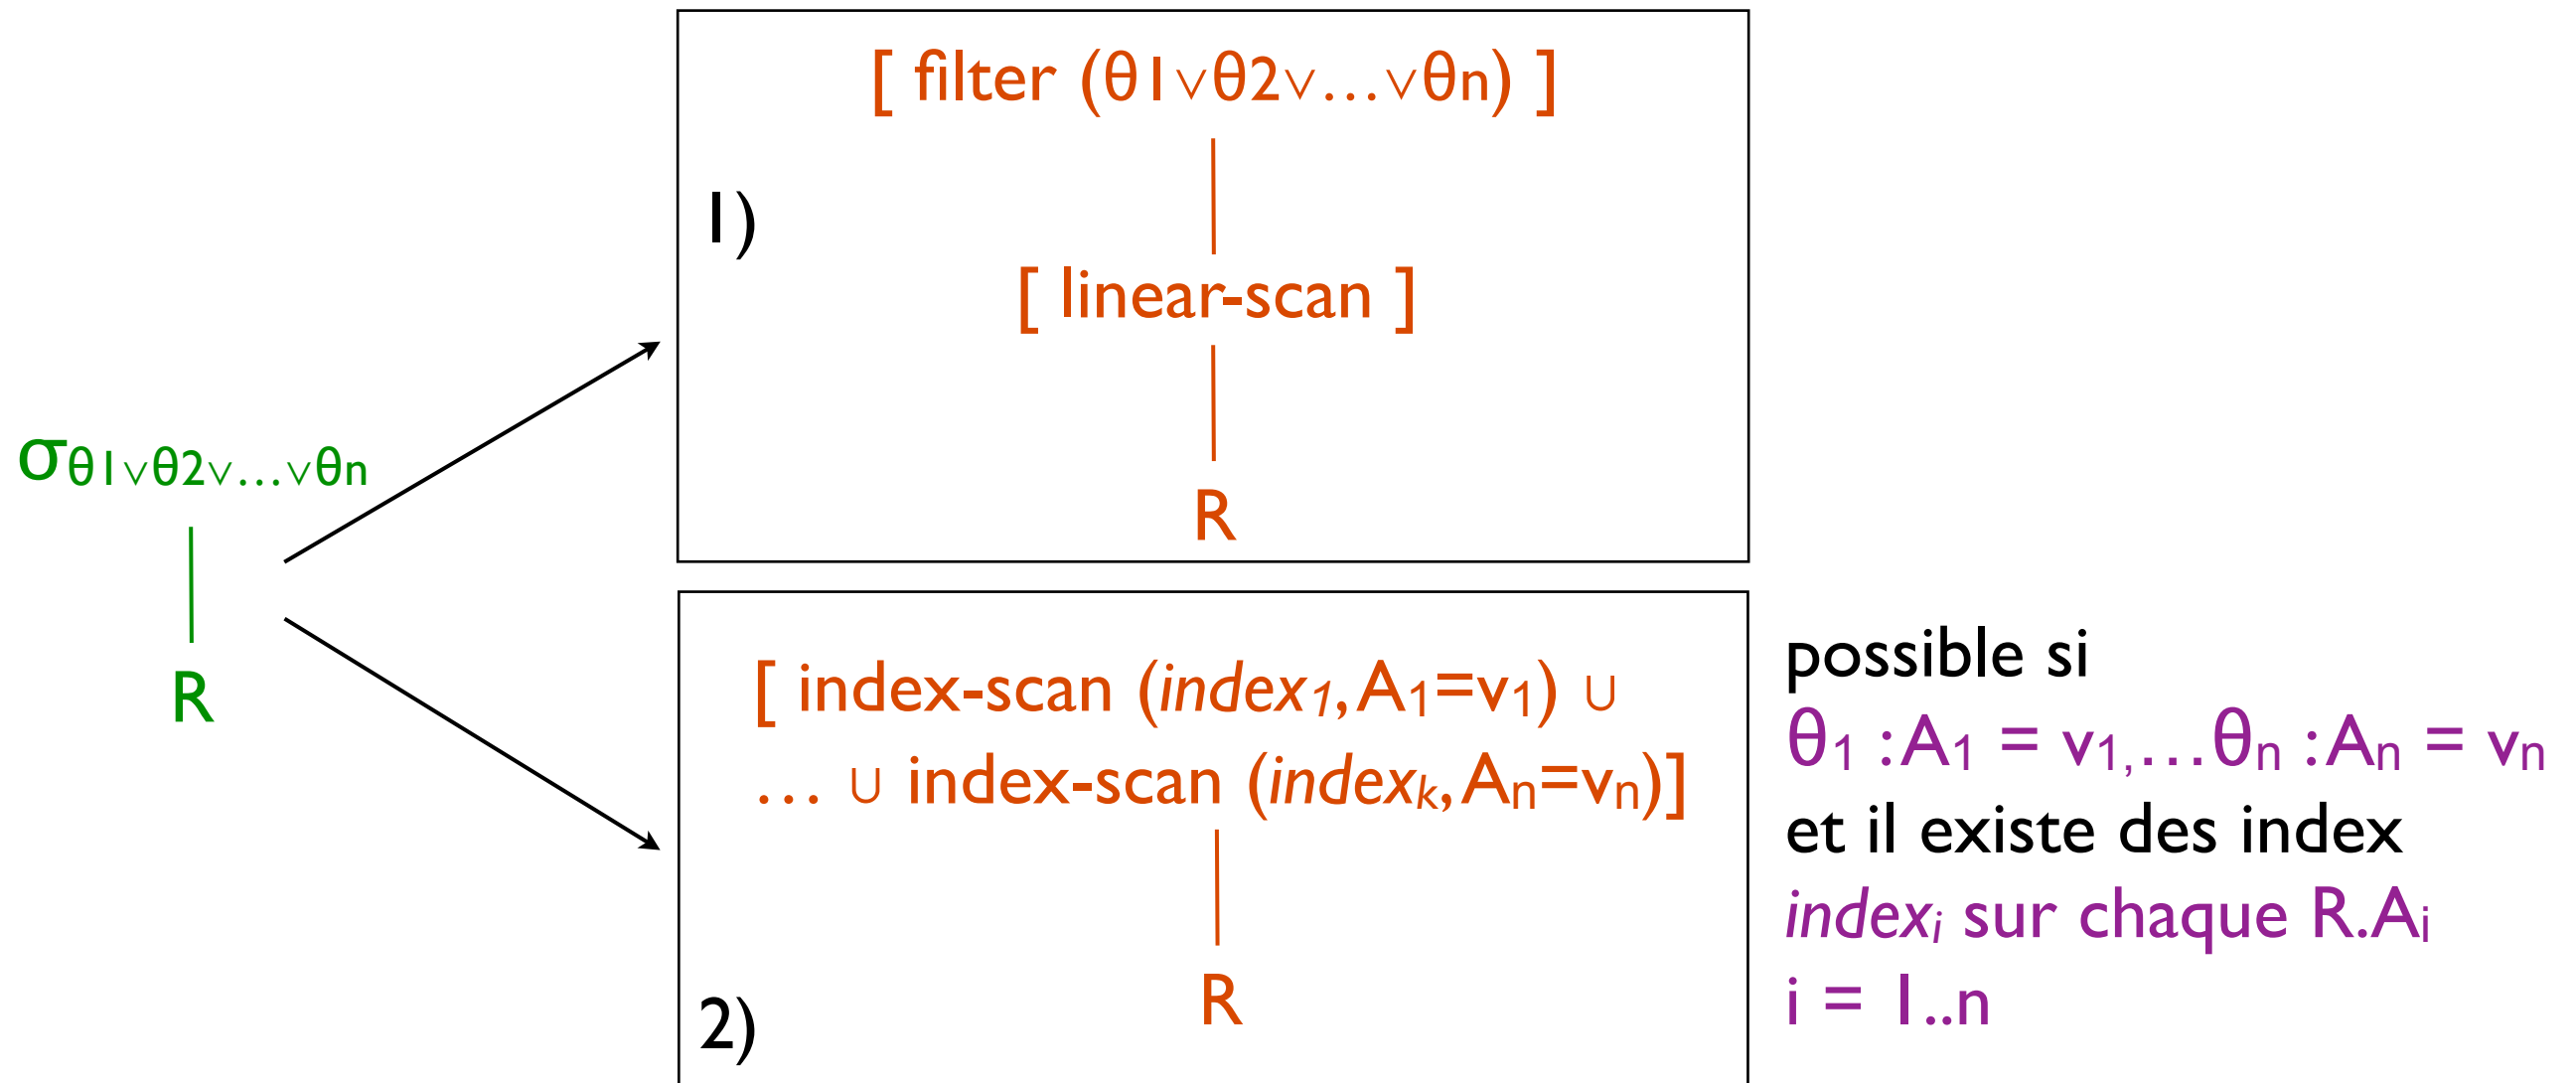 σθ1∨θ2∨…∨θn
R
1)
[ filter (θ1∨θ2∨…∨θn) ]
[ linear-scan ]
R
2)
[ index-scan (index1, A1=v1) ∪
… ∪ index-scan (indexk, An=vn)]
R
possible si
θ1 : A1 = v1,…θn : An = vn
et il existe des index
indexi sur chaque R.Ai
i = 1..n